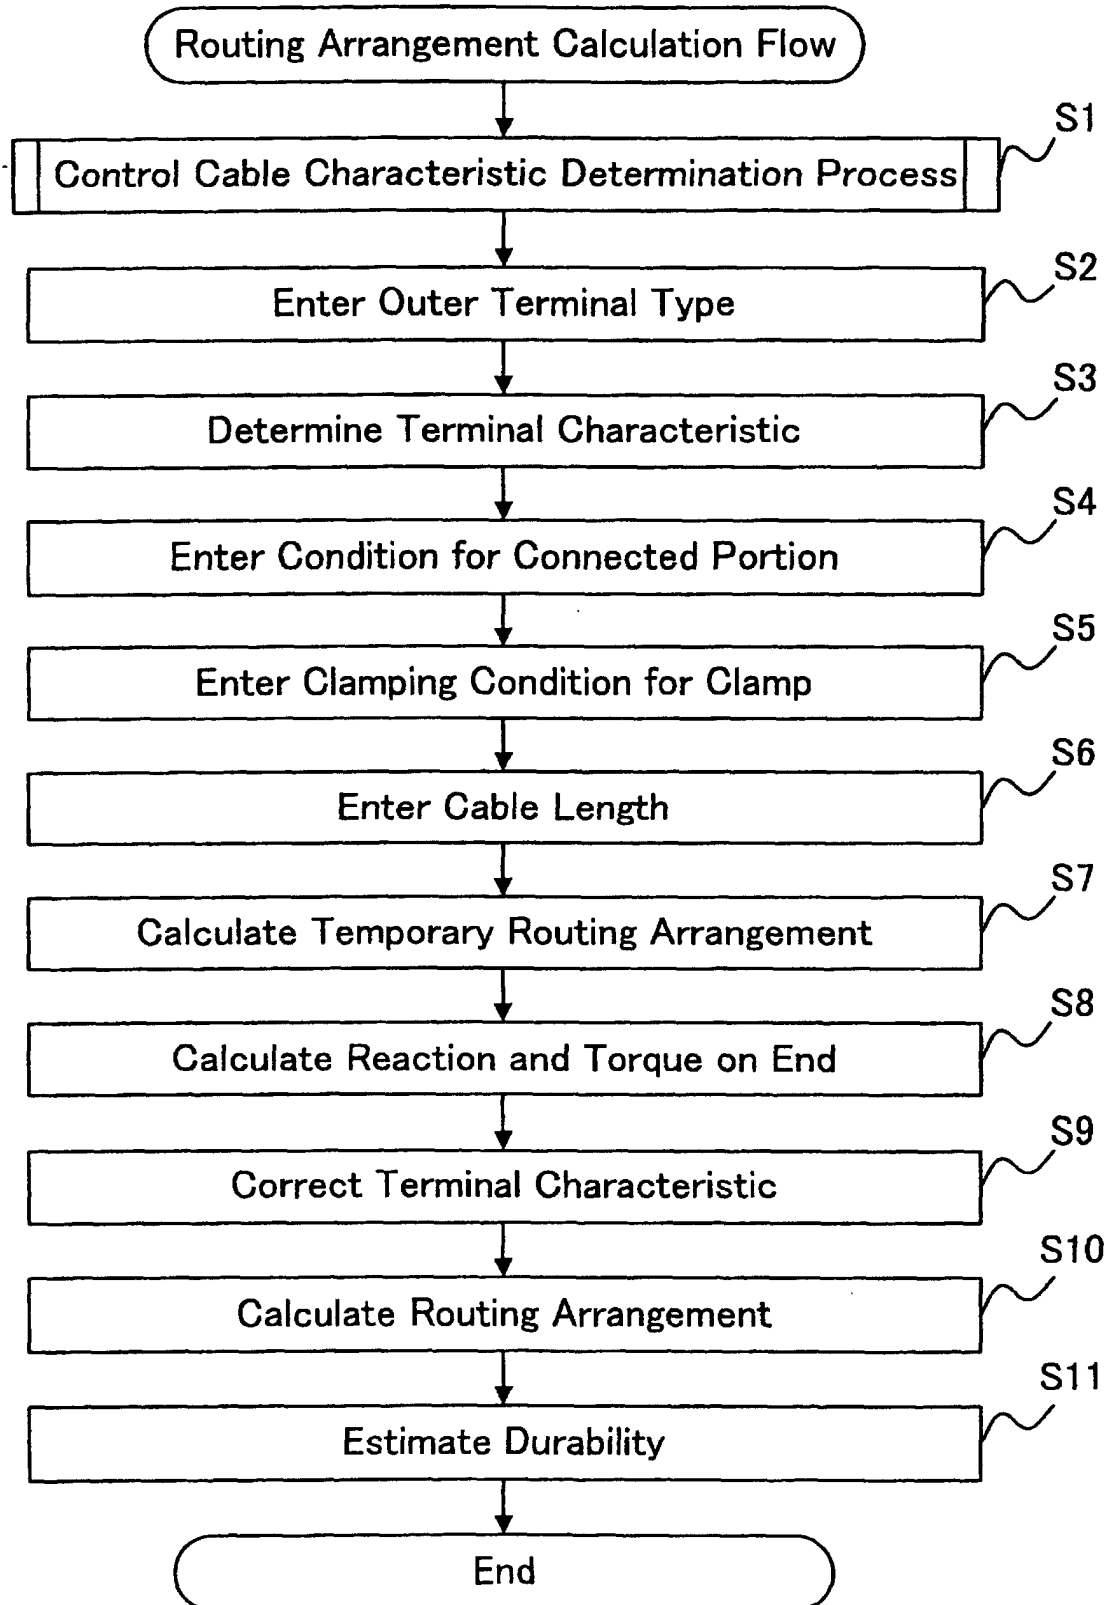 Routing Arrangement Calculation Flow
S1
Control Cable Characteristic Determination Process
S2
Enter Outer Terminal Type
S3
Determine Terminal Characteristic
S4
Enter Condition for Connected Portion
S5
Enter Clamping Condition for Clamp
S6
Enter Cable Length
S7
Calculate Temporary Routing Arrangement
S8
Calculate Reaction and Torque on End
S9
Correct Terminal Characteristic
S10
Calculate Routing Arrangement
S11
Estimate Durability
End